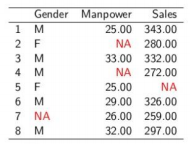 Gender Manpower Sales
1 M 25.00 343.00
2 F NA 280.00
3 M 33.00 332.00
4 M NA 272.00
5 F 25.00 NA
6 M 29.00 326.00
7 NA 26.00 259.00
8 M 32.00 297.00